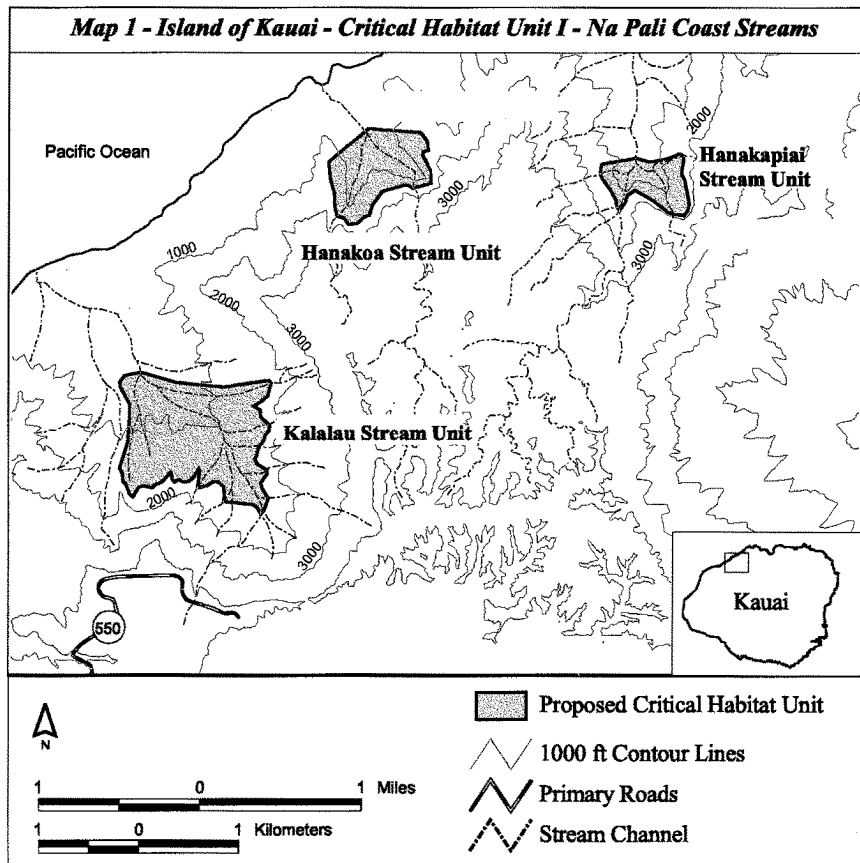 Map 1 - Island of Kauai - Critical Habitat Unit I - Na Pali Coast Streams
Pacific Ocean
2000
Hanakapiai
Stream Unit
3000
Hanakoa Stream Unit
3000
1000
2000
3000
Kalalau Stream Unit
2000
3000
550
Kauai
N
Proposed Critical Habitat Unit
1000 ft Contour Lines
Primary Roads
Stream Channel
1 0 1 Miles
1 0 1 Kilometers